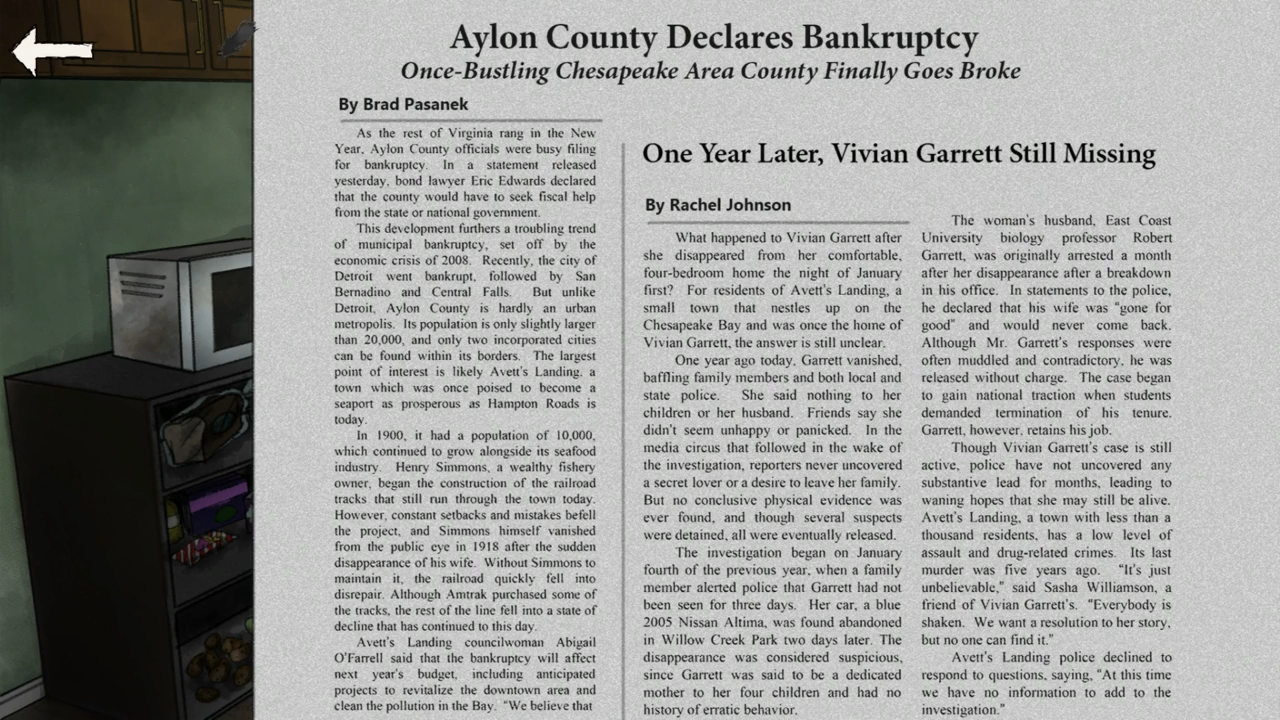 Aylon County Declares Bankruptcy
Once-Bustling Chesapeake Area County Finally Goes Broke
By Brad Pasanek
As the rest of Virginia rang in the New
Year, Aylon County officials were busy filing
for bankruptcy. In a statement released
yesterday, bond lawyer Eric Edwards declared
that the county would have to seek fiscal help
from the state or national government.
This development furthers a troubling trend
of municipal bankruptcy, set off by the
economic crisis of 2008. Recently, the city of
Detroit went bankrupt, followed by San
Bernadino and Central Falls. But unlike
Detroit, Aylon County is hardly an urban
metropolis. Its population is only slightly larger
than 20,000, and only two incorporated cities
can be found within its borders. The largest
point of interest is likely Avett's Landing, a
town which was once poised to become a
seaport as prosperous as Hampton Roads is
today.
In 1900, it had a population of 10,000,
which continued to grow alongside its seafood
industry. Henry Simmons, a wealthy fishery
owner, began the construction of the railroad
tracks that still run through the town today.
However, constant setbacks and mistakes befell
the project, and Simmons himself vanished
from the public eye in 1918 after the sudden
disappearance of his wife. Without Simmons to
maintain it, the railroad quickly fell into
disrepair. Although Amtrak purchased some of
the tracks, the rest of the line fell into a state of
decline that has continued to this day.
Avett's Landing councilwoman Abigail
O'Farrell said that the bankruptcy will affect
next year's budget, including anticipated
projects to revitalize the downtown area and
clean the pollution in the Bay. "We believe that
One Year Later, Vivian Garrett Still Missing
By Rachel Johnson
What happened to Vivian Garrett after
she disappeared from her comfortable,
four-bedroom home the night of January
first? For residents of Avett's Landing, a
small town that nestles up on the
Chesapeake Bay and was once the home of
Vivian Garrett, the answer is still unclear.
One year ago today, Garrett vanished,
baffling family members and both local and
state police. She said nothing to her
children or her husband. Friends say she
didn't seem unhappy or panicked. In the
media circus that followed in the wake of
the investigation, reporters never uncovered
a secret lover or a desire to leave her family.
But no conclusive physical evidence was
ever found, and though several suspects
were detained, all were eventually released.
The investigation began on January
fourth of the previous year, when a family
member alerted police that Garrett had not
been seen for three days. Her car, a blue
2005 Nissan Altima, was found abandoned
in Willow Creek Park two days later. The
disappearance was considered suspicious,
since Garrett was said to be a dedicated
mother to her four children and had no
history of erratic behavior.
The woman's husband, East Coast
University biology professor Robert
Garrett, was originally arrested a month
after her disappearance after a breakdown
in his office. In statements to the police,
he declared that his wife was "gone for
good" and would never come back.
Although Mr. Garrett's responses were
often muddled and contradictory, he was
released without charge. The case began
to gain national traction when students
demanded termination of his tenure.
Garrett, however, retains his job.
Though Vivian Garrett's case is still
active, police have not uncovered any
substantive lead for months, leading to
waning hopes that she may still be alive.
Avett's Landing, a town with less than a
thousand residents, has a low level of
assault and drug-related crimes. Its last
murder was five years ago. "It's just
unbelievable," said Sasha Williamson, a
friend of Vivian Garrett's. "Everybody is
shaken. We want a resolution to her story,
but no one can find it."
Avett's Landing police declined to
respond to questions, saying, "At this time
we have no information to add to the
investigation."